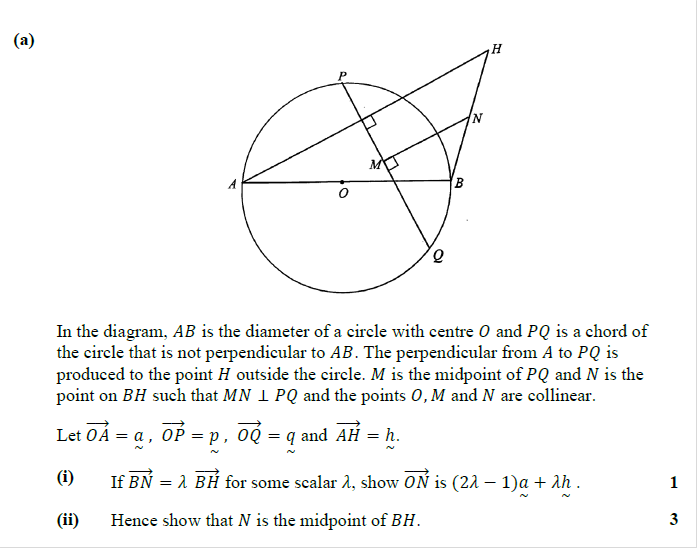 (a)
H
P
N
M
A
B
O
Q
In the diagram, AB is the diameter of a circle with centre O and PQ is a chord of
the circle that is not perpendicular to AB. The perpendicular from A to PQ is
produced to the point H outside the circle. M is the midpoint of PQ and N is the
point on BH such that MN ⊥ PQ and the points O, M and N are collinear.
Let \(\overrightarrow{OA} = \underset{\sim}{a}\), \(\overrightarrow{OP} = \underset{\sim}{p}\), \(\overrightarrow{OQ} = \underset{\sim}{q}\) and \(\overrightarrow{AH} = \underset{\sim}{h}\).
(i) If \(\overrightarrow{BN} = \lambda \overrightarrow{BH}\) for some scalar λ, show \(\overrightarrow{ON}\) is \((2\lambda - 1)\underset{\sim}{a} + \lambda \underset{\sim}{h}\) . 1
(ii) Hence show that N is the midpoint of BH. 3